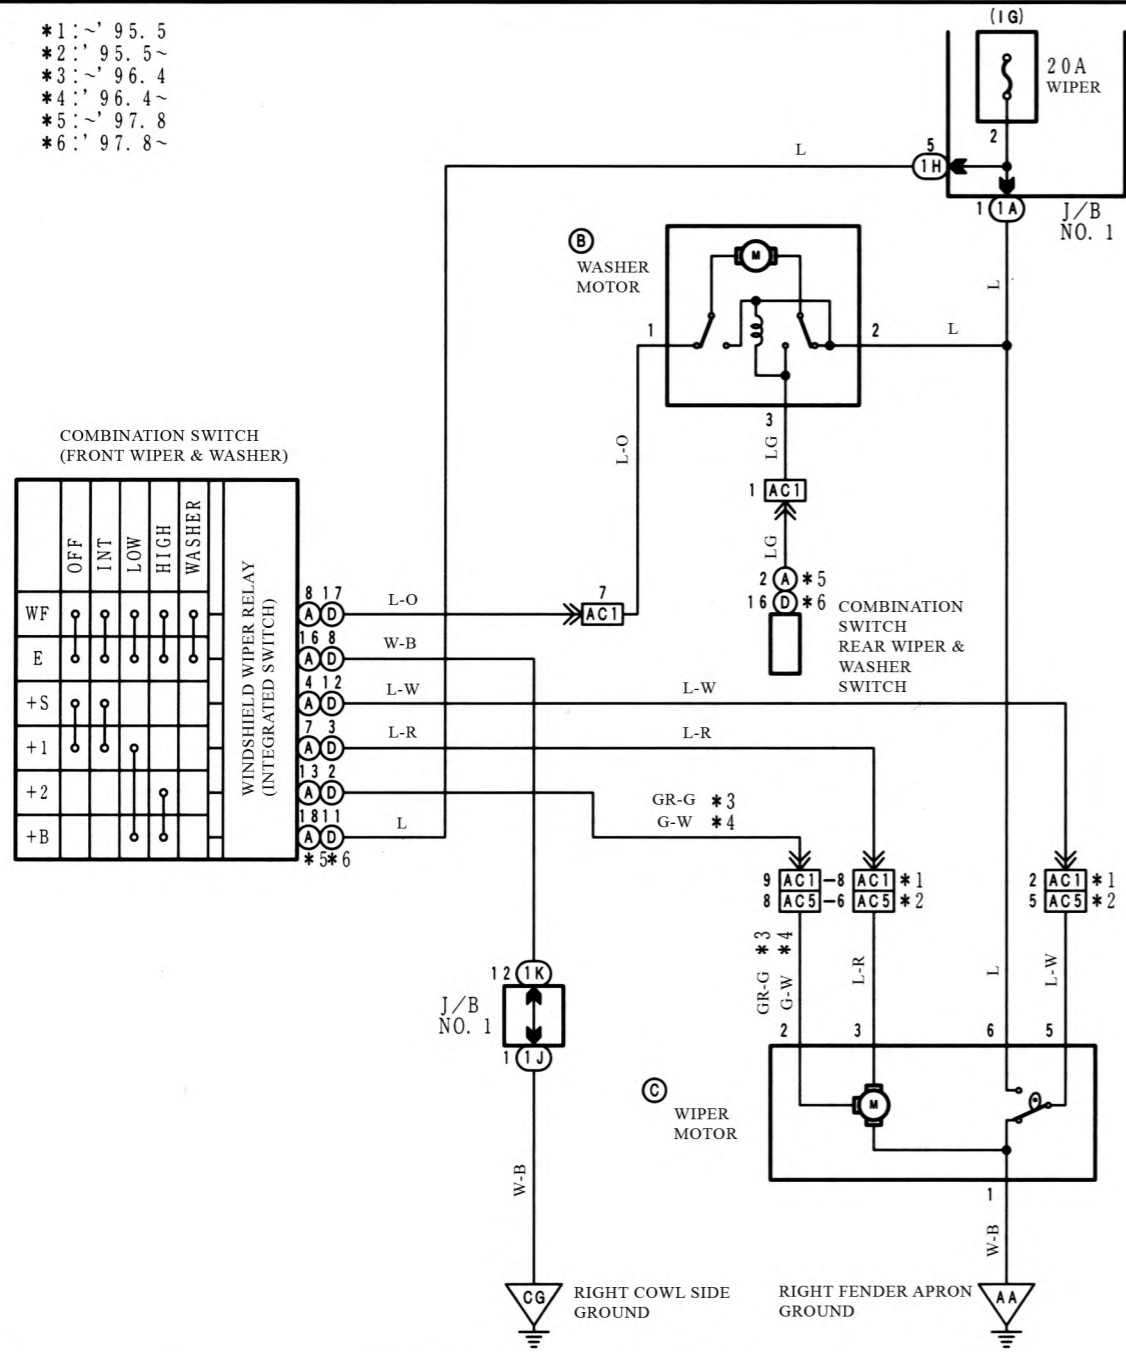 *1:~' 95. 5
*2:' 95. 5~
*3:~' 96. 4
*4:' 96. 4~
*5:~' 97. 8
*6:' 97. 8~
(IG)
20A
WIPER
2
5
1H
L
1
1A
J/B
NO. 1
L
B
WASHER
MOTOR
M
1
2
L
3
L-O
LG
1
AC1
LG
2
A
*5
16
D
*6
COMBINATION
SWITCH
REAR WIPER &
WASHER
SWITCH
COMBINATION SWITCH
(FRONT WIPER & WASHER)
OFF
INT
LOW
HIGH
WASHER
WINDSHIELD WIPER RELAY
(INTEGRATED SWITCH)
WF
E
+S
+1
+2
+B
8 17
A D
L-O
7
AC1
16 8
A D
W-B
4 12
A D
L-W
L-W
7 3
A D
L-R
L-R
13 2
A D
GR-G *3
G-W *4
18 11
A D
L
*5 *6
9 AC1 -8 AC1 *1
8 AC5 -6 AC5 *2
2 AC1 *1
5 AC5 *2
GR-G *3
G-W *4
L-R
L
L-W
2
3
6
5
12
1K
J/B
NO. 1
1
1J
C
WIPER
MOTOR
M
1
W-B
W-B
CG
RIGHT COWL SIDE
GROUND
RIGHT FENDER APRON
GROUND
AA